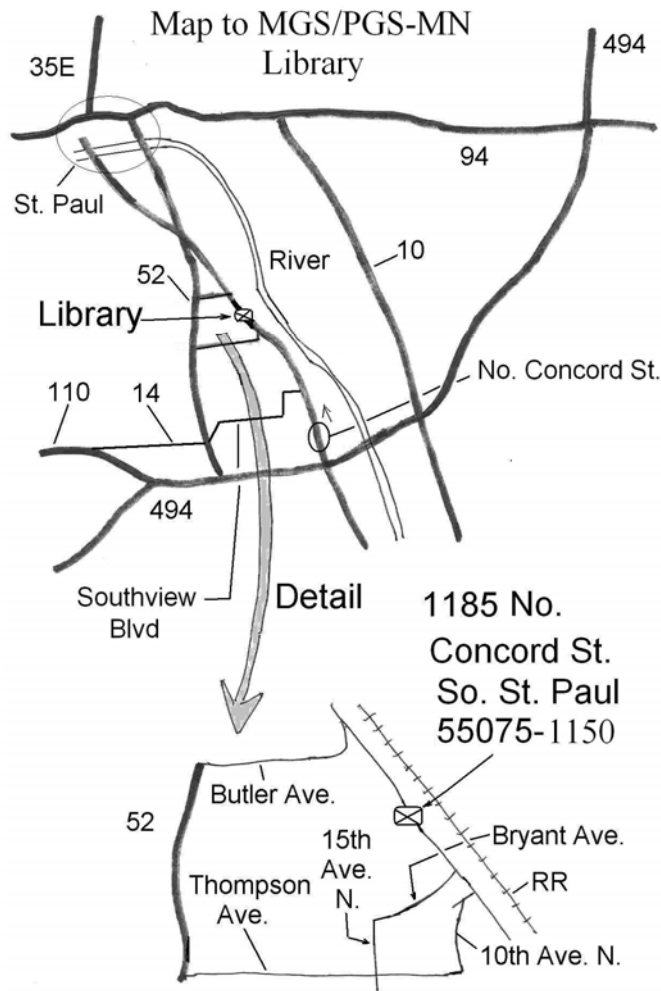 Map to MGS/PGS-MN
Library
35E
494
94
St. Paul
River
10
52
Library
No. Concord St.
110
14
494
Southview
Blvd
Detail
1185 No.
Concord St.
So. St. Paul
55075-1150
Butler Ave.
52
15th
Ave.
N.
Bryant Ave.
Thompson
Ave.
RR
10th Ave. N.